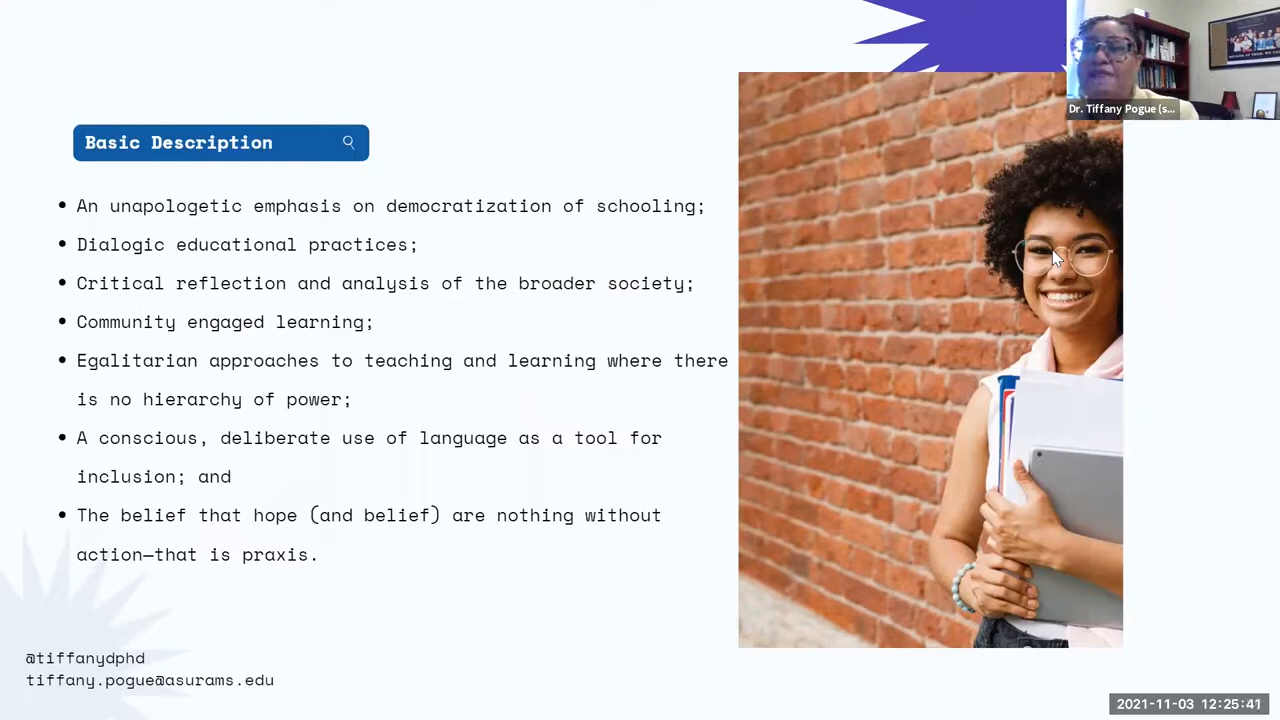 Dr. Tiffany Pogue (s...
Basic Description
• An unapologetic emphasis on democratization of schooling;
• Dialogic educational practices;
• Critical reflection and analysis of the broader society;
• Community engaged learning;
• Egalitarian approaches to teaching and learning where there
is no hierarchy of power;
• A conscious, deliberate use of language as a tool for
inclusion; and
• The belief that hope (and belief) are nothing without
action—that is praxis.
@tiffanydphd
tiffany.pogue@asurams.edu
2021-11-03 12:25:41